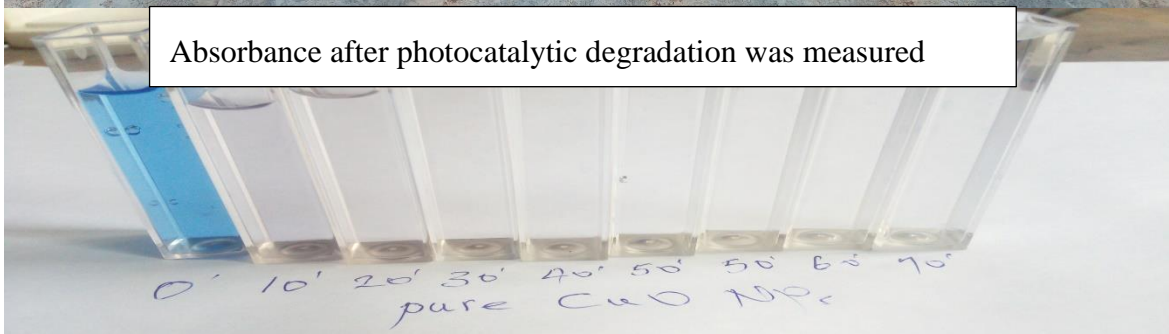 Absorbance after photocatalytic degradation was measured
0' 10' 20' 30' 40' 50' 50' 60' 70'
pure CuO NPs